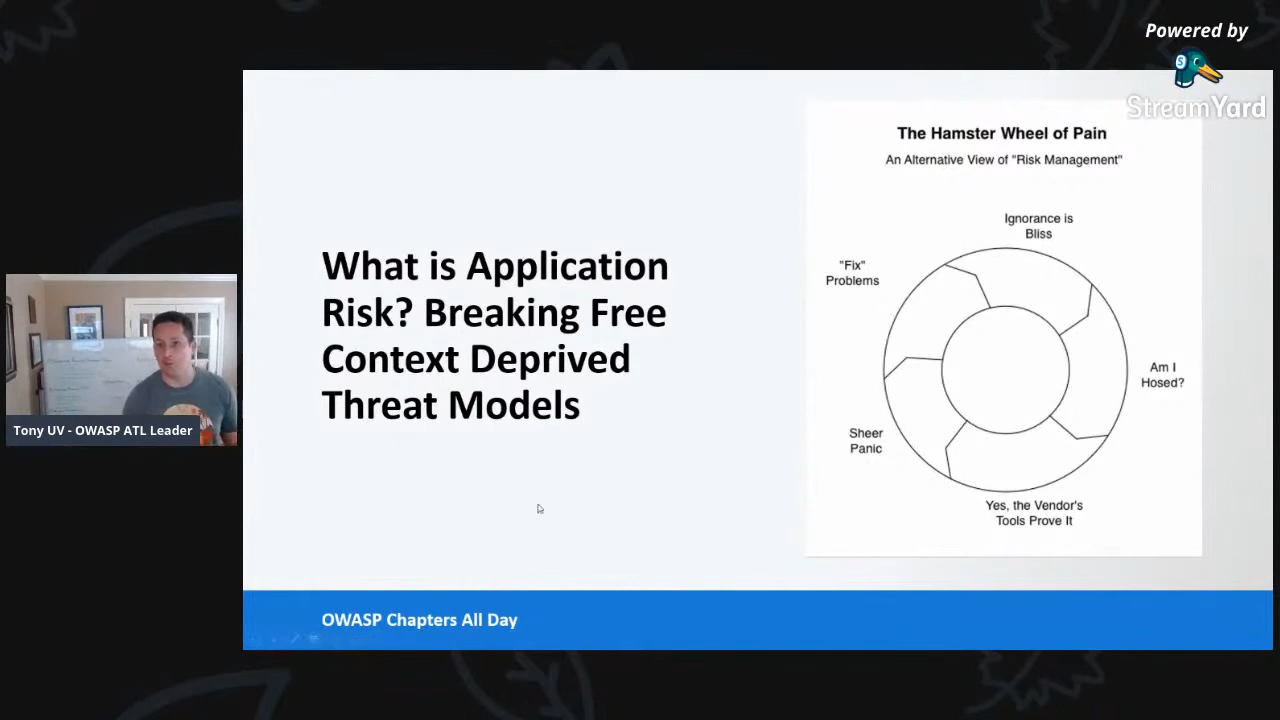 Powered by
StreamYard
The Hamster Wheel of Pain
An Alternative View of "Risk Management"
Ignorance is
Bliss
"Fix"
Problems
Am I
Hosed?
Sheer
Panic
Yes, the Vendor's
Tools Prove It
What is Application
Risk? Breaking Free
Context Deprived
Threat Models
Tony UV - OWASP ATL Leader
OWASP Chapters All Day